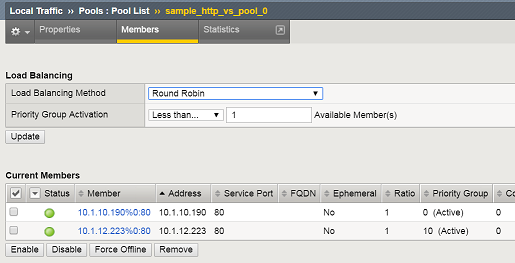 Local Traffic » Pools : Pool List » sample_http_vs_pool_0
Properties Members Statistics
Load Balancing
Load Balancing Method Round Robin
Priority Group Activation Less than... 1 Available Member(s)
Update
Current Members
Status Member Address Service Port FQDN Ephemeral Ratio Priority Group Co
10.1.10.190%0:80 10.1.10.190 80 No 1 0 (Active) 0
10.1.12.223%0:80 10.1.12.223 80 No 1 10 (Active) 0
Enable Disable Force Offline Remove